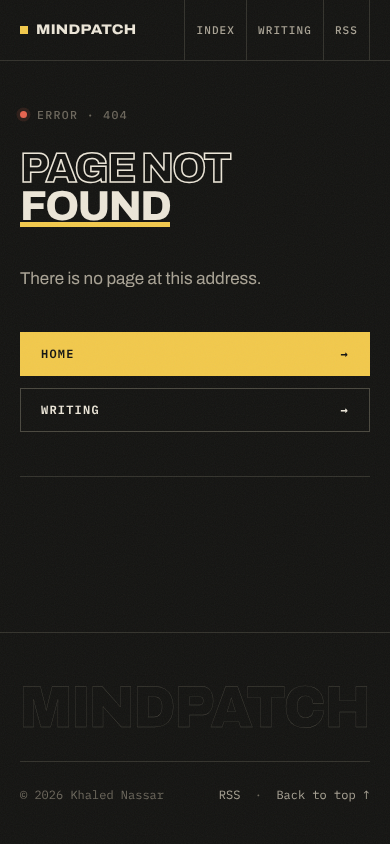 MINDPATCH
INDEX
WRITING
RSS
ERROR · 404
PAGE NOT
FOUND
There is no page at this address.
HOME →
WRITING →
MINDPATCH
© 2026 Khaled Nassar
RSS · Back to top ↑